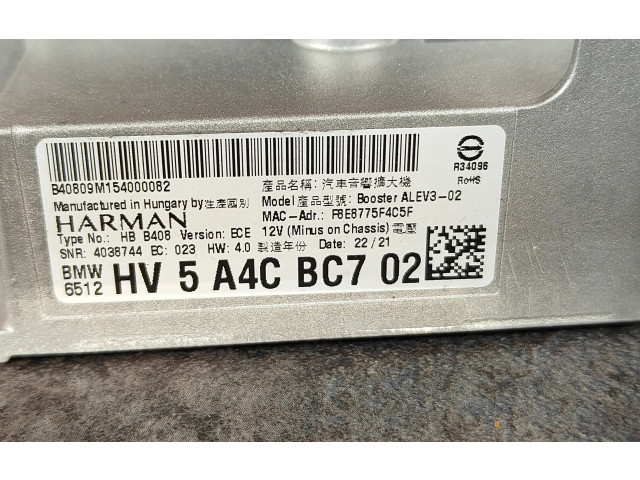 B40809M154000082
Manufactured in Hungary by 生產國別
HARMAN
Type No.: HB B408 Version: ECE
SNR: 4038744 EC: 023 HW: 4.0 製造年份 Date: 22/21
產品名稱: 汽車音響擴大機
Model 產品型號: Booster ALEV3-02
MAC-Adr.: F8E8775F4C5F
12V (Minus on Chassis) 電壓
R34096
RoHS
BMW
6512
HV 5 A4C BC7 02